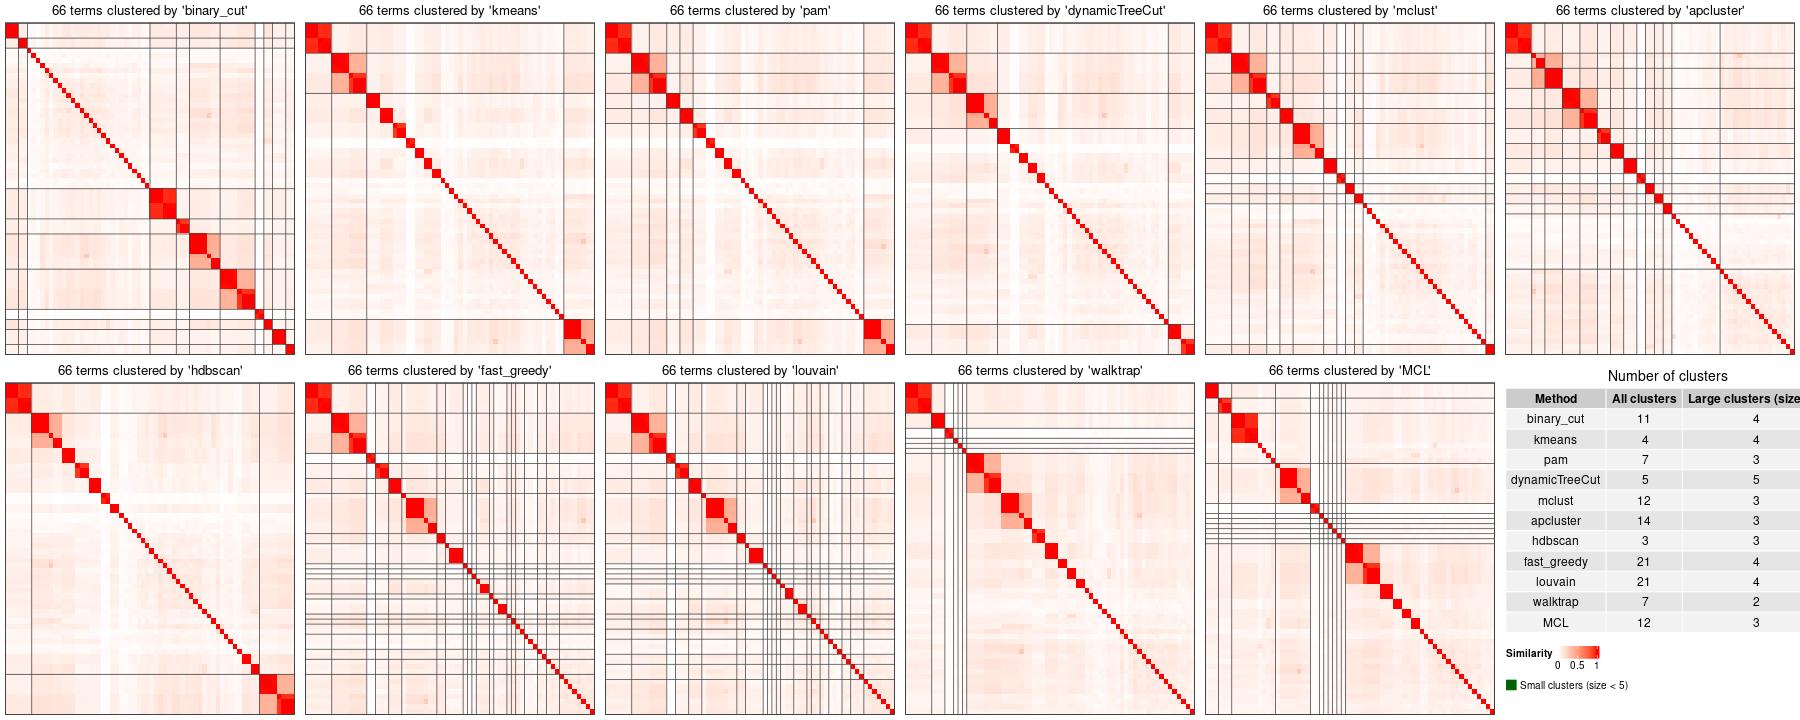 66 terms clustered by 'binary_cut'
66 terms clustered by 'kmeans'
66 terms clustered by 'pam'
66 terms clustered by 'dynamicTreeCut'
66 terms clustered by 'mclust'
66 terms clustered by 'apcluster'
66 terms clustered by 'hdbscan'
66 terms clustered by 'fast_greedy'
66 terms clustered by 'louvain'
66 terms clustered by 'walktrap'
66 terms clustered by 'MCL'
Number of clusters
Method All clusters Large clusters (size
binary_cut 11 4
kmeans 4 4
pam 7 3
dynamicTreeCut 5 5
mclust 12 3
apcluster 14 3
hdbscan 3 3
fast_greedy 21 4
louvain 21 4
walktrap 7 2
MCL 12 3
Similarity
0 0.5 1
Small clusters (size < 5)